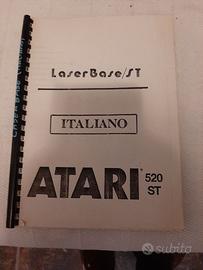 LaserBase/ST
ITALIANO
ATARI 520
ST
subito